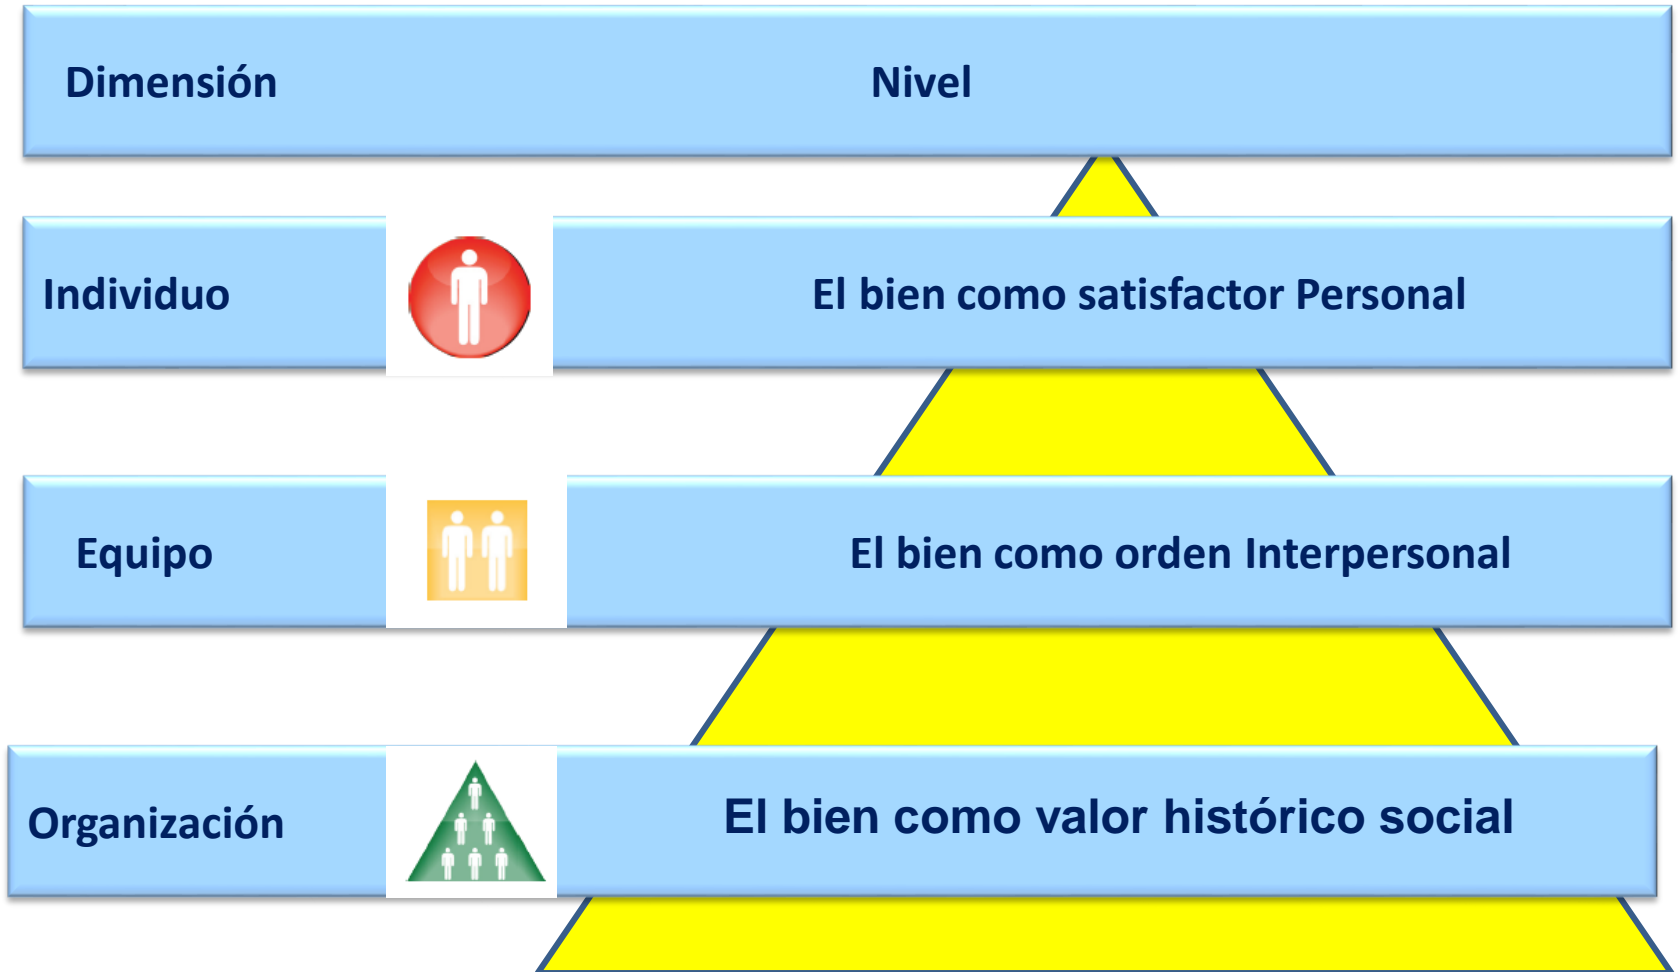 Dimensión Nivel
Individuo El bien como satisfactor Personal
Equipo El bien como orden Interpersonal
Organización El bien como valor histórico social